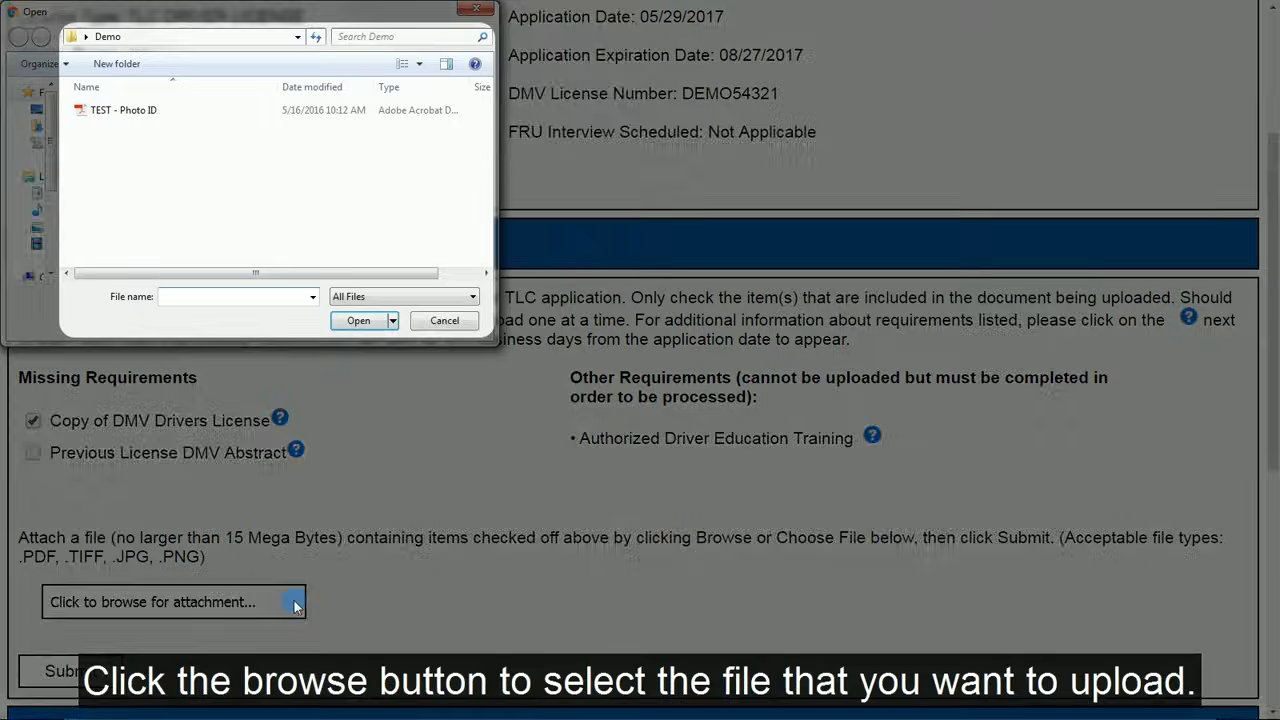 Open
Demo
Search Demo
Organize
New folder
Name
Date modified
Type
Size
TEST - Photo ID
5/16/2016 10:12 AM
Adobe Acrobat D...
File name:
All Files
Open
Cancel
Application Date: 05/29/2017
Application Expiration Date: 08/27/2017
DMV License Number: DEMO54321
FRU Interview Scheduled: Not Applicable
TLC application. Only check the item(s) that are included in the document being uploaded. Should
one at a time. For additional information about requirements listed, please click on the ? next
days from the application date to appear.
Missing Requirements
Copy of DMV Drivers License ?
Previous License DMV Abstract ?
Other Requirements (cannot be uploaded but must be completed in
order to be processed):
• Authorized Driver Education Training ?
Attach a file (no larger than 15 Mega Bytes) containing items checked off above by clicking Browse or Choose File below, then click Submit. (Acceptable file types:
.PDF, .TIFF, .JPG, .PNG)
Click to browse for attachment...
Click the browse button to select the file that you want to upload.